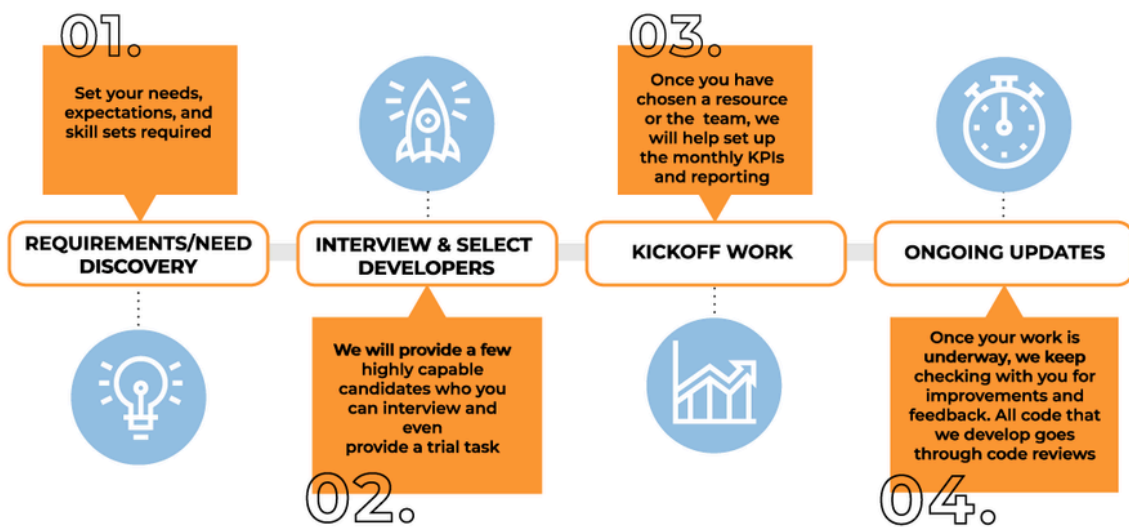 01.
Set your needs,
expectations, and
skill sets required
REQUIREMENTS/NEED
DISCOVERY
INTERVIEW & SELECT
DEVELOPERS
We will provide a few
highly capable
candidates who you
can interview and
even
provide a trial task
02.
03.
Once you have
chosen a resource
or the team, we
will help set up
the monthly KPIs
and reporting
KICKOFF WORK
ONGOING UPDATES
Once your work is
underway, we keep
checking with you for
improvements and
feedback. All code that
we develop goes
through code reviews
04.